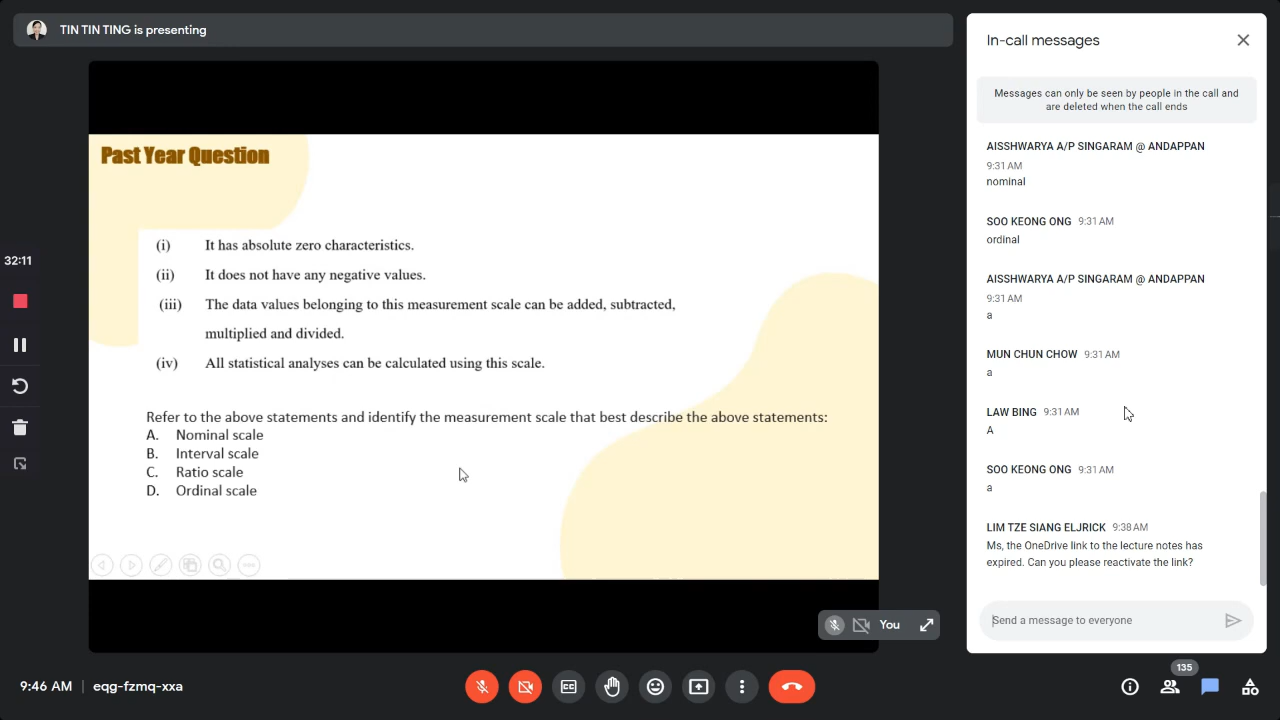 TIN TIN TING is presenting
Past Year Question
(i) It has absolute zero characteristics.
(ii) It does not have any negative values.
(iii) The data values belonging to this measurement scale can be added, subtracted,
multiplied and divided.
(iv) All statistical analyses can be calculated using this scale.
Refer to the above statements and identify the measurement scale that best describe the above statements:
A. Nominal scale
B. Interval scale
C. Ratio scale
D. Ordinal scale
32:11
You
9:46 AM | eqg-fzmq-xxa
In-call messages
Messages can only be seen by people in the call and
are deleted when the call ends
AISSHWARYA A/P SINGARAM @ ANDAPPAN
9:31 AM
nominal
SOO KEONG ONG 9:31 AM
ordinal
AISSHWARYA A/P SINGARAM @ ANDAPPAN
9:31 AM
a
MUN CHUN CHOW 9:31 AM
a
LAW BING 9:31 AM
A
SOO KEONG ONG 9:31 AM
a
LIM TZE SIANG ELJRICK 9:38 AM
Ms, the OneDrive link to the lecture notes has
expired. Can you please reactivate the link?
Send a message to everyone
135